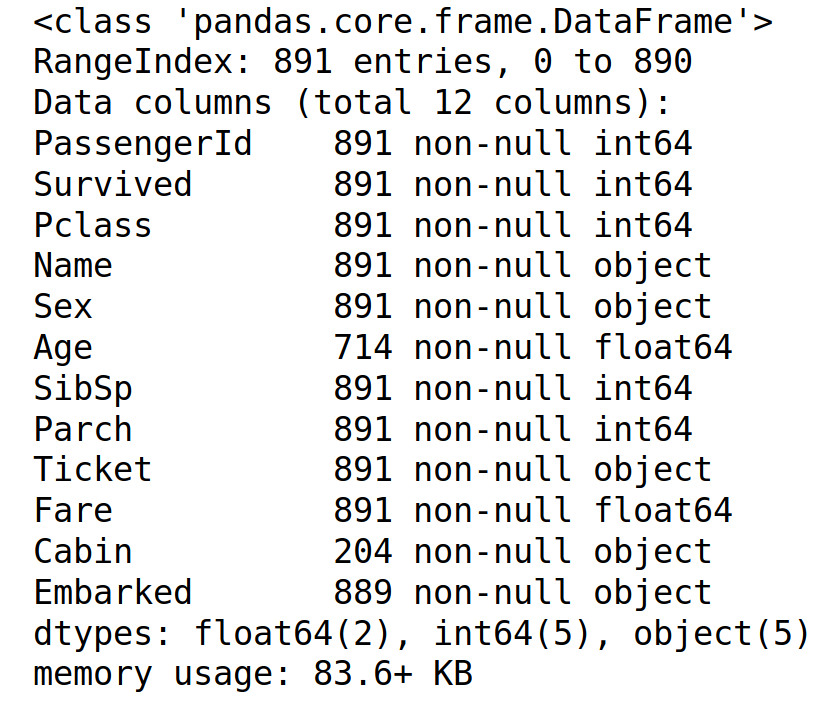 <class 'pandas.core.frame.DataFrame'>
RangeIndex: 891 entries, 0 to 890
Data columns (total 12 columns):
PassengerId    891 non-null int64
Survived       891 non-null int64
Pclass         891 non-null int64
Name           891 non-null object
Sex            891 non-null object
Age            714 non-null float64
SibSp          891 non-null int64
Parch          891 non-null int64
Ticket         891 non-null object
Fare           891 non-null float64
Cabin          204 non-null object
Embarked       889 non-null object
dtypes: float64(2), int64(5), object(5)
memory usage: 83.6+ KB